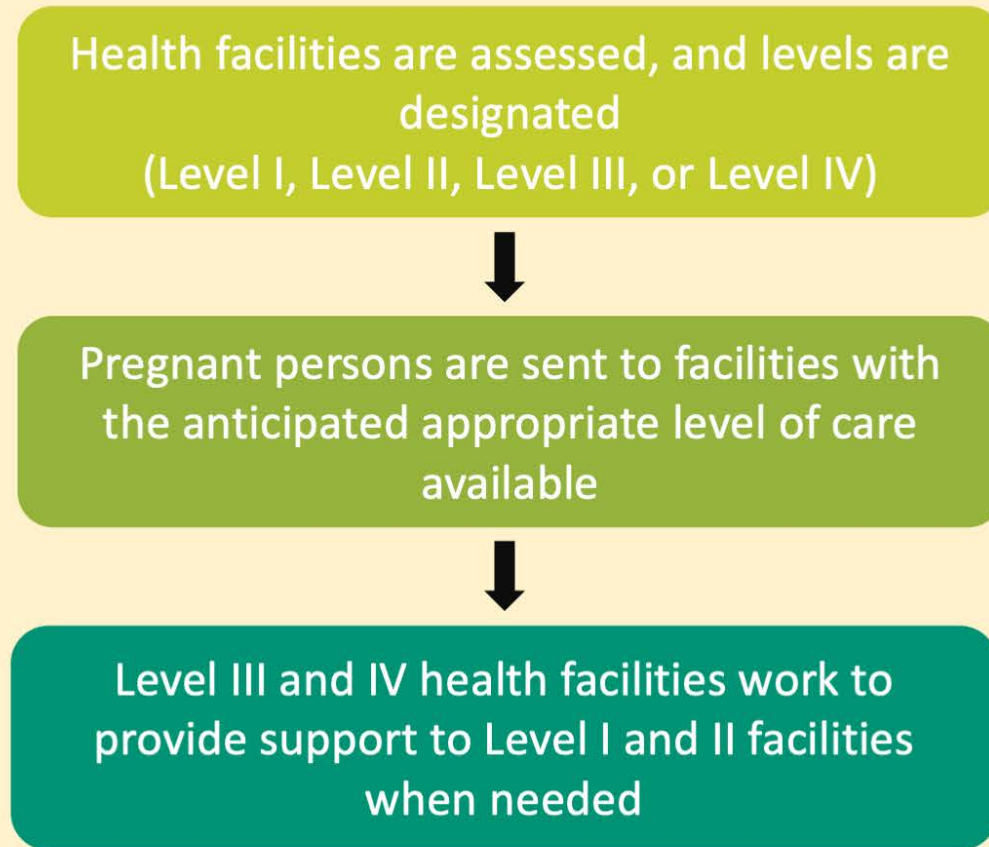 Health facilities are assessed, and levels are
designated
(Level I, Level II, Level III, or Level IV)
Pregnant persons are sent to facilities with
the anticipated appropriate level of care
available
Level III and IV health facilities work to
provide support to Level I and II facilities
when needed